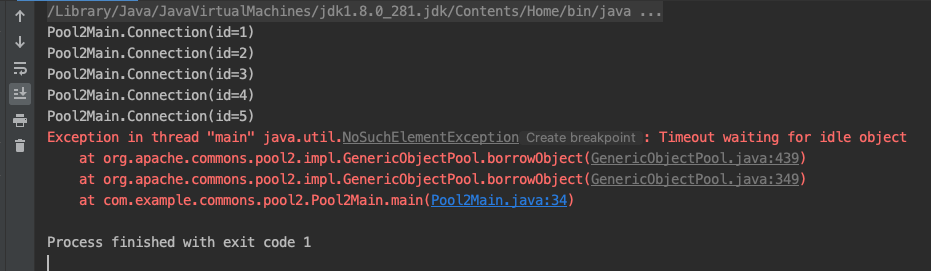 /Library/Java/JavaVirtualMachines/jdk1.8.0_281.jdk/Contents/Home/bin/java ...
Pool2Main.Connection(id=1)
Pool2Main.Connection(id=2)
Pool2Main.Connection(id=3)
Pool2Main.Connection(id=4)
Pool2Main.Connection(id=5)
Exception in thread "main" java.util.NoSuchElementException Create breakpoint : Timeout waiting for idle object
at org.apache.commons.pool2.impl.GenericObjectPool.borrowObject(GenericObjectPool.java:439)
at org.apache.commons.pool2.impl.GenericObjectPool.borrowObject(GenericObjectPool.java:349)
at com.example.commons.pool2.Pool2Main.main(Pool2Main.java:34)
Process finished with exit code 1